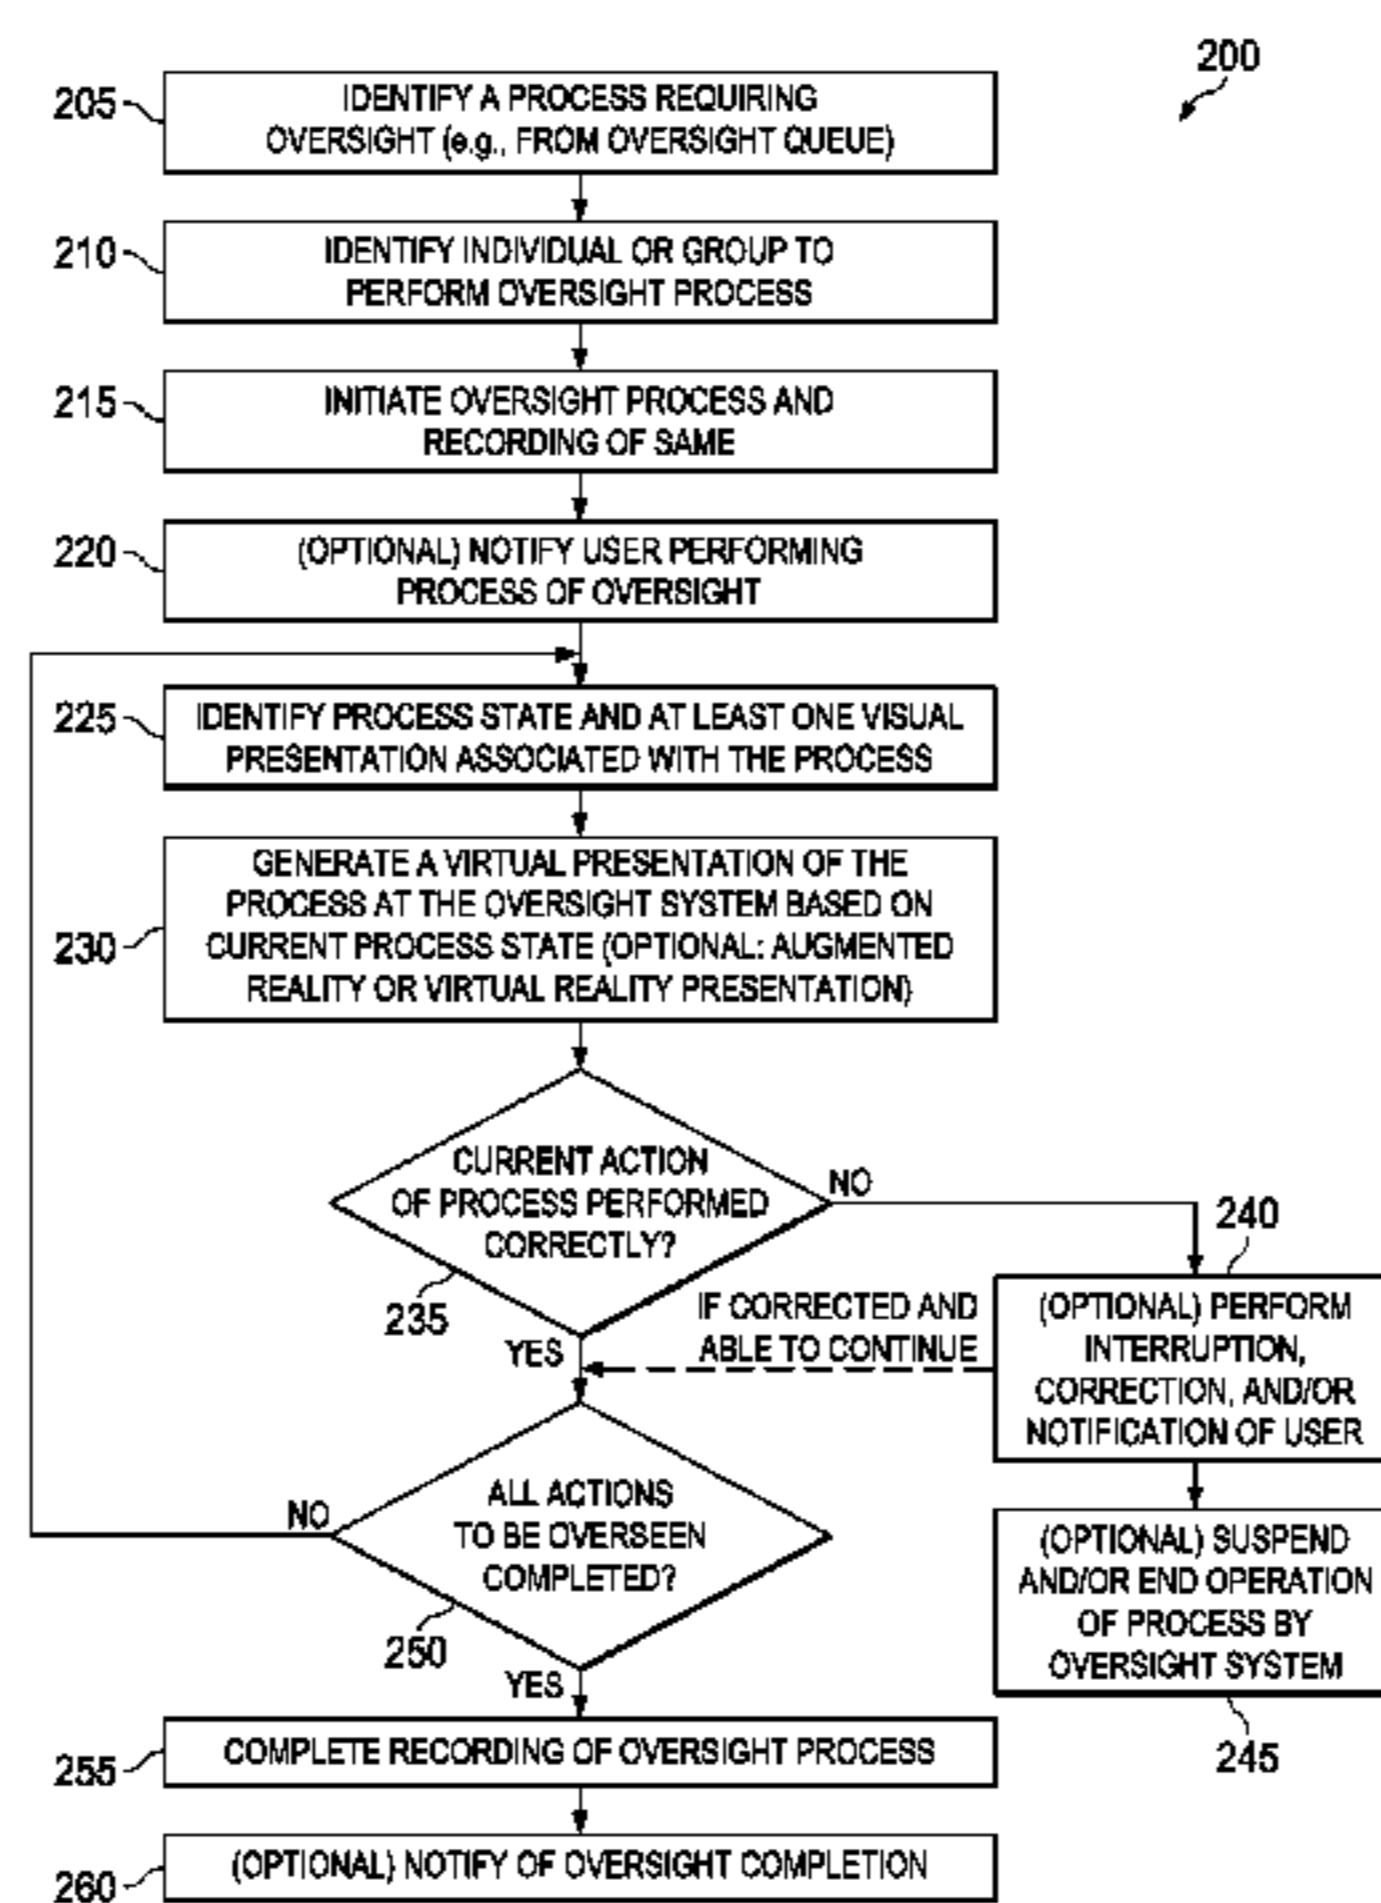 200
205
IDENTIFY A PROCESS REQUIRING
OVERSIGHT (e.g., FROM OVERSIGHT QUEUE)
210
IDENTIFY INDIVIDUAL OR GROUP TO
PERFORM OVERSIGHT PROCESS
215
INITIATE OVERSIGHT PROCESS AND
RECORDING OF SAME
220
(OPTIONAL) NOTIFY USER PERFORMING
PROCESS OF OVERSIGHT
225
IDENTIFY PROCESS STATE AND AT LEAST ONE VISUAL
PRESENTATION ASSOCIATED WITH THE PROCESS
230
GENERATE A VIRTUAL PRESENTATION OF THE
PROCESS AT THE OVERSIGHT SYSTEM BASED ON
CURRENT PROCESS STATE (OPTIONAL: AUGMENTED
REALITY OR VIRTUAL REALITY PRESENTATION)
CURRENT ACTION
OF PROCESS PERFORMED
CORRECTLY?
235
NO
YES
240
(OPTIONAL) PERFORM
INTERRUPTION,
CORRECTION, AND/OR
NOTIFICATION OF USER
IF CORRECTED AND
ABLE TO CONTINUE
(OPTIONAL) SUSPEND
AND/OR END OPERATION
OF PROCESS BY
OVERSIGHT SYSTEM
245
ALL ACTIONS
TO BE OVERSEEN
COMPLETED?
250
NO
YES
255
COMPLETE RECORDING OF OVERSIGHT PROCESS
260
(OPTIONAL) NOTIFY OF OVERSIGHT COMPLETION